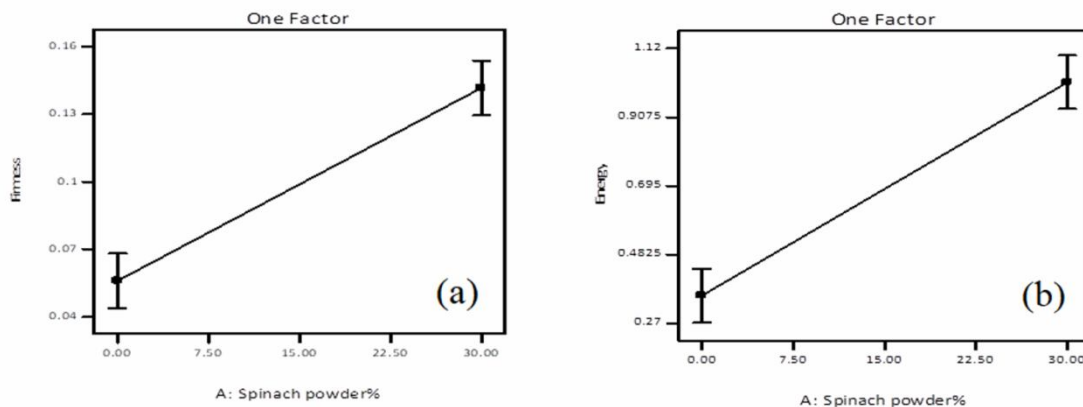 One Factor
0.16
0.13
0.1
0.07
0.04
Firmness
0.00 7.50 15.00 22.50 30.00
A: Spinach powder%
(a)
One Factor
1.12
0.9075
0.695
0.4825
0.27
Energy
0.00 7.50 15.00 22.50 30.00
A: Spinach powder%
(b)